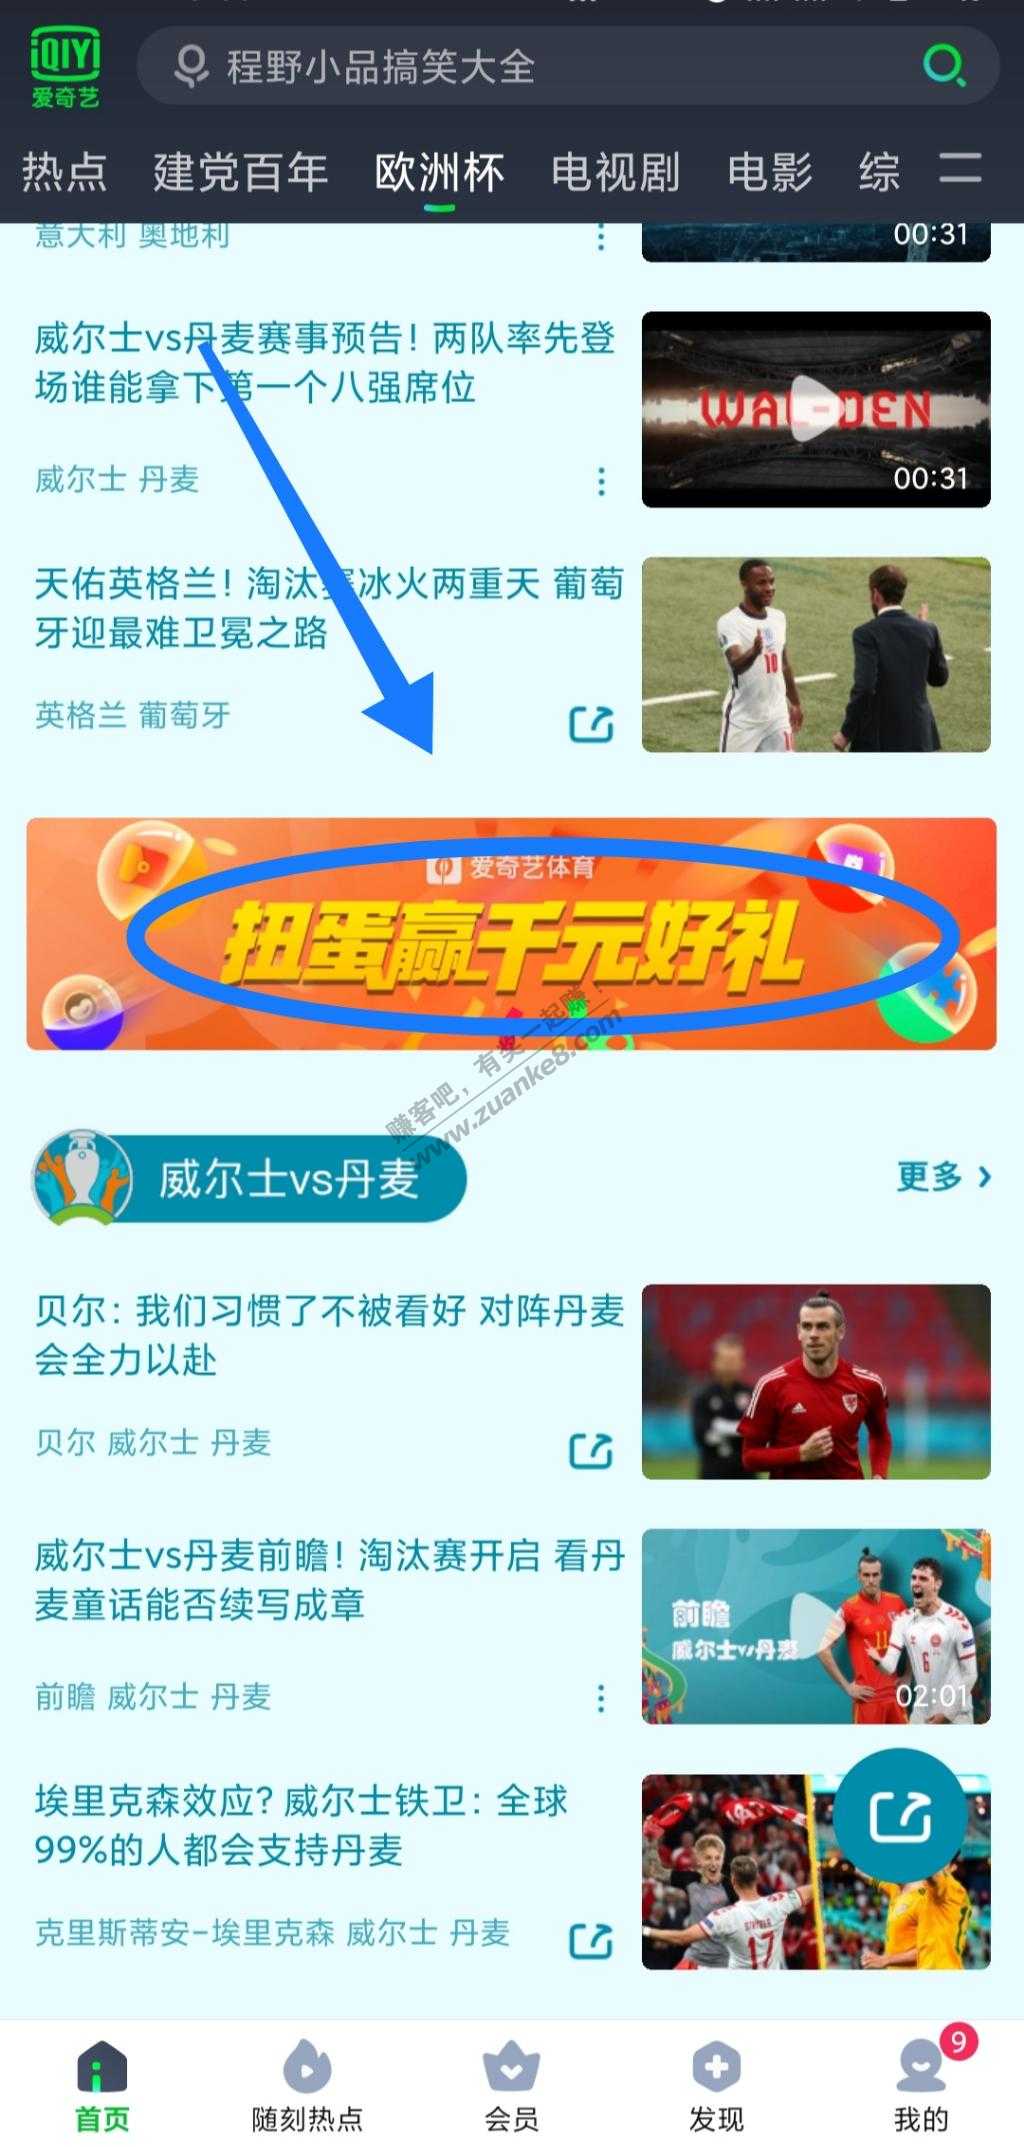 iQIYI
爱奇艺
程野小品搞笑大全
热点 建党百年 欧洲杯 电视剧 电影 综
意大利 奥地利
00:31
威尔士vs丹麦赛事预告！两队率先登
场谁能拿下第一个八强席位
WAL-DEN
威尔士 丹麦
00:31
天佑英格兰！淘汰赛冰火两重天 葡萄
牙迎最难卫冕之路
10
英格兰 葡萄牙
爱奇艺体育
扭蛋赢千元好礼
赚客吧，有奖一起赚！
www.zuanke8.com
威尔士vs丹麦
更多
贝尔：我们习惯了不被看好 对阵丹麦
会全力以赴
贝尔 威尔士 丹麦
威尔士vs丹麦前瞻！淘汰赛开启 看丹
麦童话能否续写成章
前瞻
威尔士vs丹麦
11
6
前瞻 威尔士 丹麦
02:01
埃里克森效应？威尔士铁卫：全球
99%的人都会支持丹麦
17
克里斯蒂安-埃里克森 威尔士 丹麦
9
首页 随刻热点 会员 发现 我的